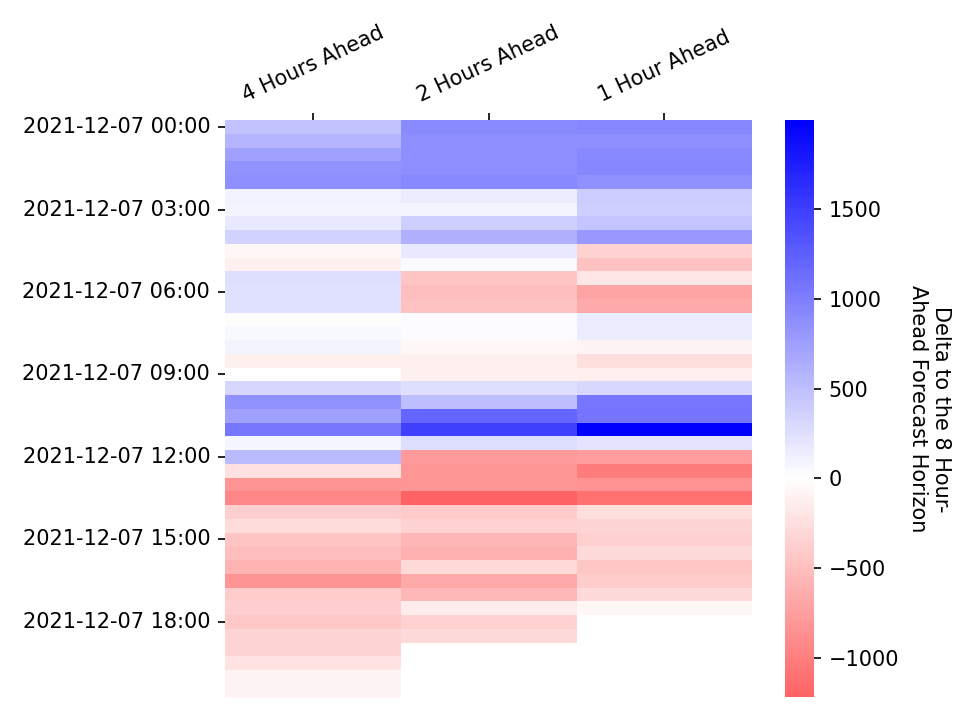 4 Hours Ahead
2 Hours Ahead
1 Hour Ahead
2021-12-07 00:00
2021-12-07 03:00
2021-12-07 06:00
2021-12-07 09:00
2021-12-07 12:00
2021-12-07 15:00
2021-12-07 18:00
1500
1000
500
0
−500
−1000
Delta to the 8 Hour-
Ahead Forecast Horizon